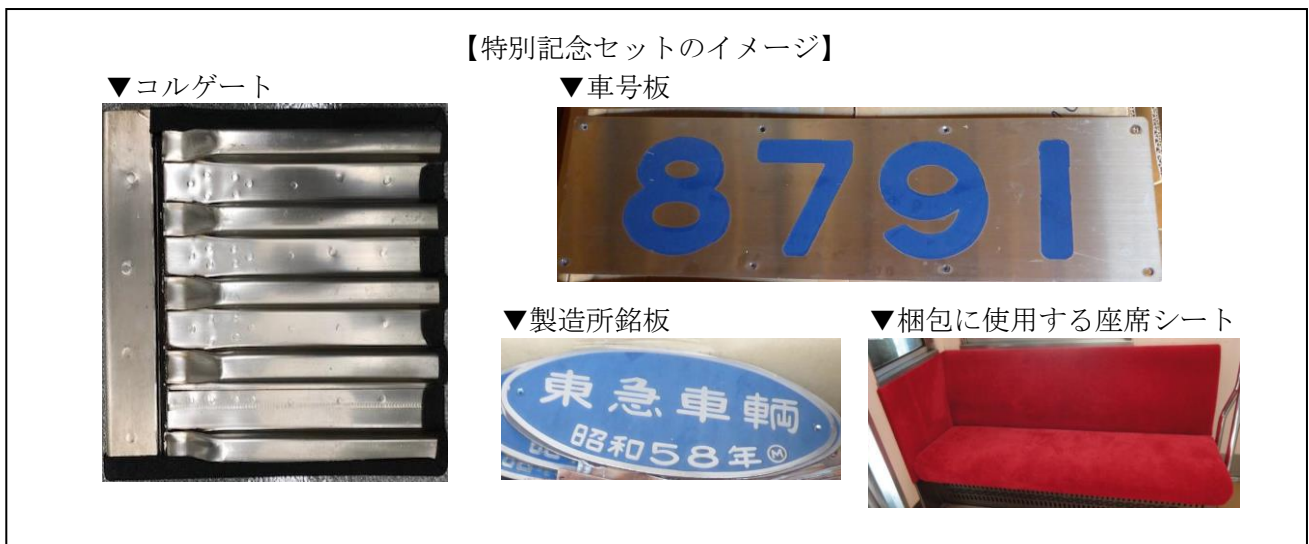 【特別記念セットのイメージ】
▼コルゲート
▼車号板
8791
▼製造所銘板
▼梱包に使用する座席シート
東急車輌
昭和58年Ⓜ